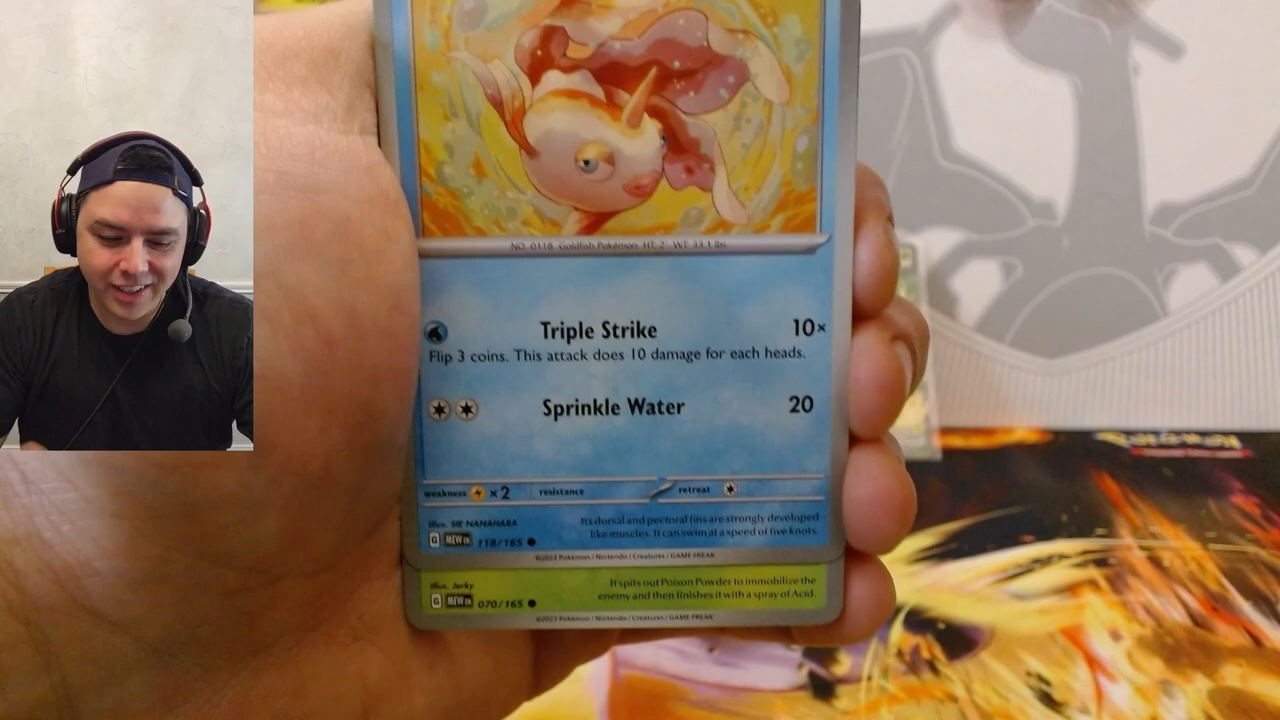 NO. 0118 Goldfish Pokémon HT: 2' WT: 33.1 lbs.
Triple Strike 10×
Flip 3 coins. This attack does 10 damage for each heads.
Sprinkle Water 20
weakness ×2 resistance retreat
Illus. SIE NANAHARA
Its dorsal and pectoral fins are strongly developed
like muscles. It can swim at a speed of five knots.
G MEW EN 118/165
©2023 Pokémon / Nintendo / Creatures / GAME FREAK
Illus. Jerky
It spits out Poison Powder to immobilize the
enemy and then finishes it with a spray of Acid.
G MEW EN 070/165
©2023 Pokémon / Nintendo / Creatures / GAME FREAK